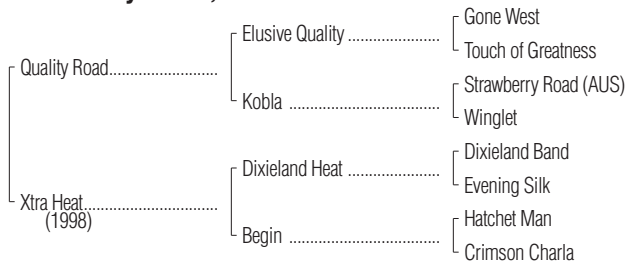 Gone West
Elusive Quality
Touch of Greatness
Quality Road
Strawberry Road (AUS)
Kobla
Winglet
Dixieland Band
Dixieland Heat
Evening Silk
Xtra Heat
(1998)
Hatchet Man
Begin
Crimson Charla